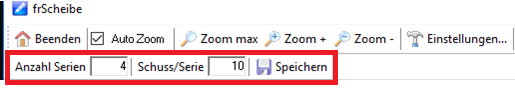 frScheibe
Beenden Auto Zoom Zoom max Zoom + Zoom - Einstellungen...
Anzahl Serien 4 Schuss/Serie 10 Speichern